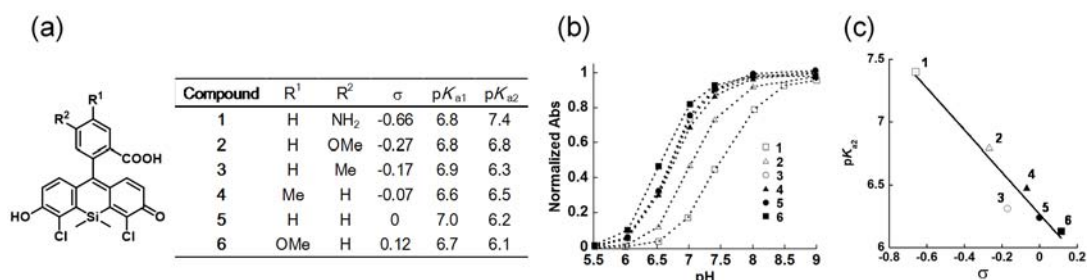 (a)
R¹
R²
COOH
HO
Si
O
Cl
Cl
Compound R¹ R² σ pKa1 pKa2
1 H NH₂ -0.66 6.8 7.4
2 H OMe -0.27 6.8 6.8
3 H Me -0.17 6.9 6.3
4 Me H -0.07 6.6 6.5
5 H H 0 7.0 6.2
6 OMe H 0.12 6.7 6.1
(b)
Normalized Abs
1
0.8
0.6
0.4
0.2
0
5.5 6 6.5 7 7.5 8 8.5 9
pH
1
2
3
4
5
6
(c)
pKa2
7.5
7
6.5
6
-0.8 -0.6 -0.4 -0.2 0 0.2
σ
1
2
3
4
5
6